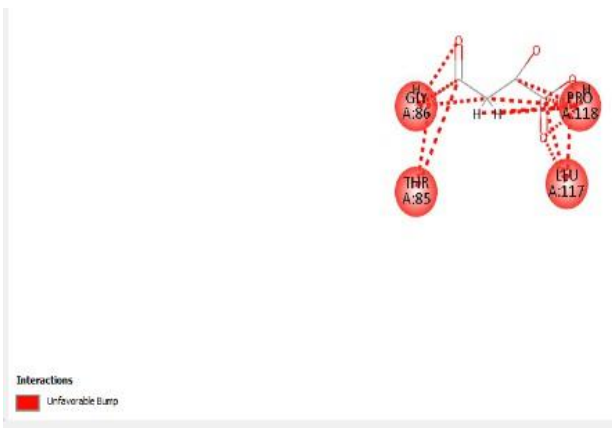 O
O
H
O
H
GLY
A:86
PRO
A:118
H H
O
THR
A:85
LEU
A:117
Interactions
Unfavorable Bump